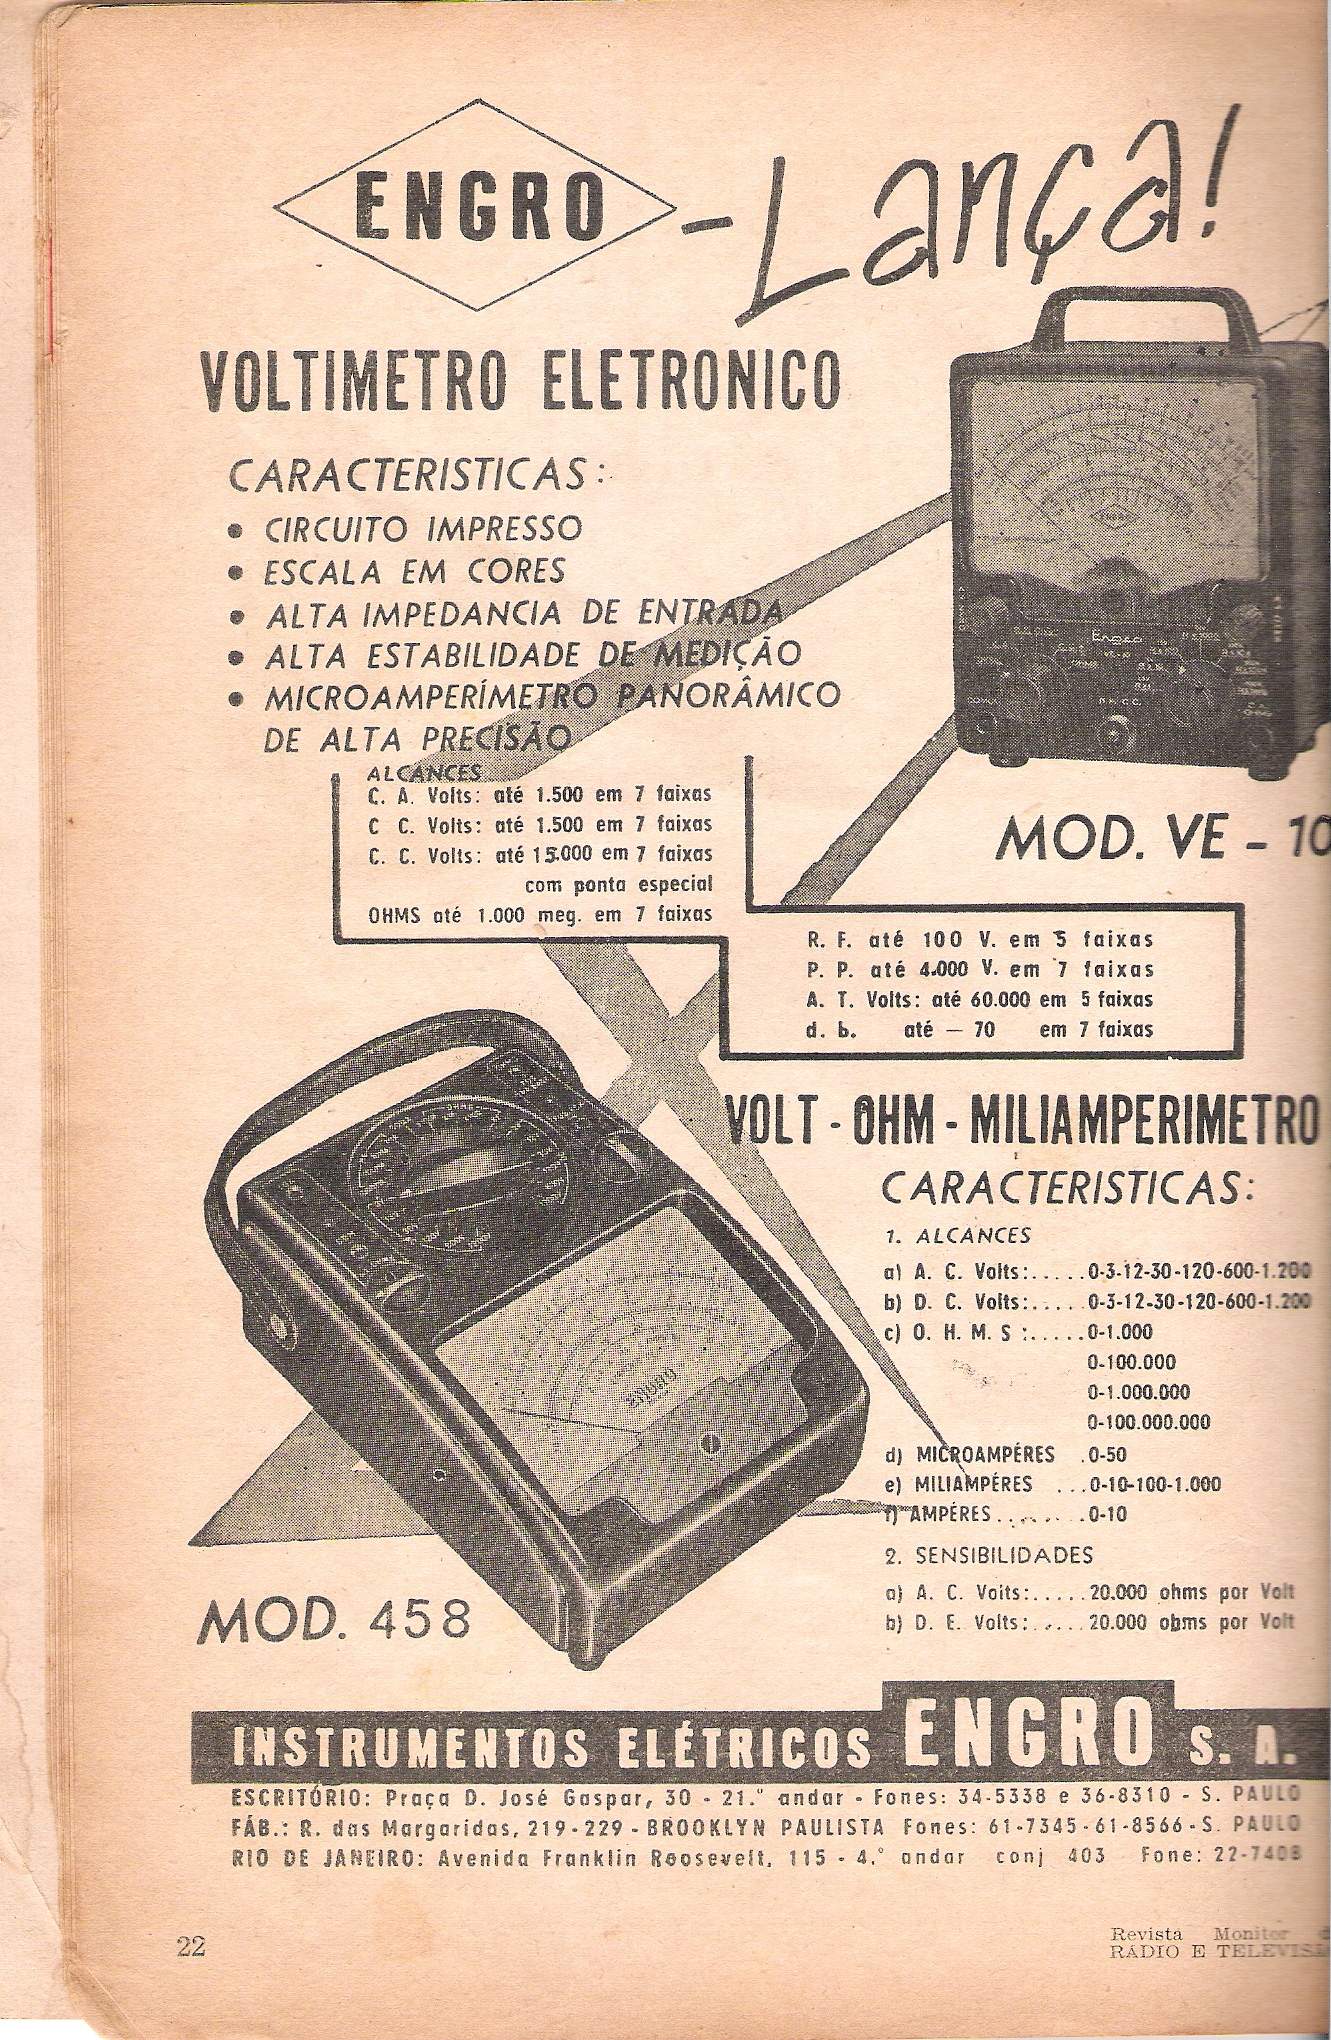 ENGRO
- Lança!
VOLTIMETRO ELETRONICO
CARACTERISTICAS:
• CIRCUITO IMPRESSO
• ESCALA EM CORES
• ALTA IMPEDANCIA DE ENTRADA
• ALTA ESTABILIDADE DE MEDIÇÃO
• MICROAMPERÍMETRO PANORÂMICO
DE ALTA PRECISÃO
ALCANCES
C. A. Volts: até 1.500 em 7 faixas
C C. Volts: até 1.500 em 7 faixas
C. C. Volts: até 15.000 em 7 faixas
com ponta especial
OHMS até 1.000 meg. em 7 faixas
MOD. VE - 10
R. F. até 100 V. em 5 faixas
P. P. até 4.000 V. em 7 faixas
A. T. Volts: até 60.000 em 5 faixas
d. b. até — 70 em 7 faixas
VOLT - OHM - MILIAMPERIMETRO
CARACTERISTICAS:
1. ALCANCES
a) A. C. Volts:.....0-3-12-30-120-600-1.200
b) D. C. Volts:.....0-3-12-30-120-600-1.200
c) O. H. M. S :.....0-1.000
0-100.000
0-1.000.000
0-100.000.000
d) MICROAMPÉRES .0-50
e) MILIAMPÉRES ...0-10-100-1.000
f) AMPÉRES........0-10
2. SENSIBILIDADES
a) A. C. Volts:.....20.000 ohms por Volt
b) D. E. Volts:.....20.000 ohms por Volt
ENGRO
MOD. 458
INSTRUMENTOS ELÉTRICOS ENGRO S. A.
ESCRITÓRIO: Praça D. José Gaspar, 30 - 21.º andar - Fones: 34-5338 e 36-8310 - S. PAULO
FÁB.: R. das Margaridas, 219-229 - BROOKLYN PAULISTA Fones: 61-7345-61-8566-S. PAULO
RIO DE JANEIRO: Avenida Franklin Roosevelt, 115 - 4.º andar conj 403 Fone: 22-7408
22
Revista Monitor d
RÁDIO E TELEVISÃ